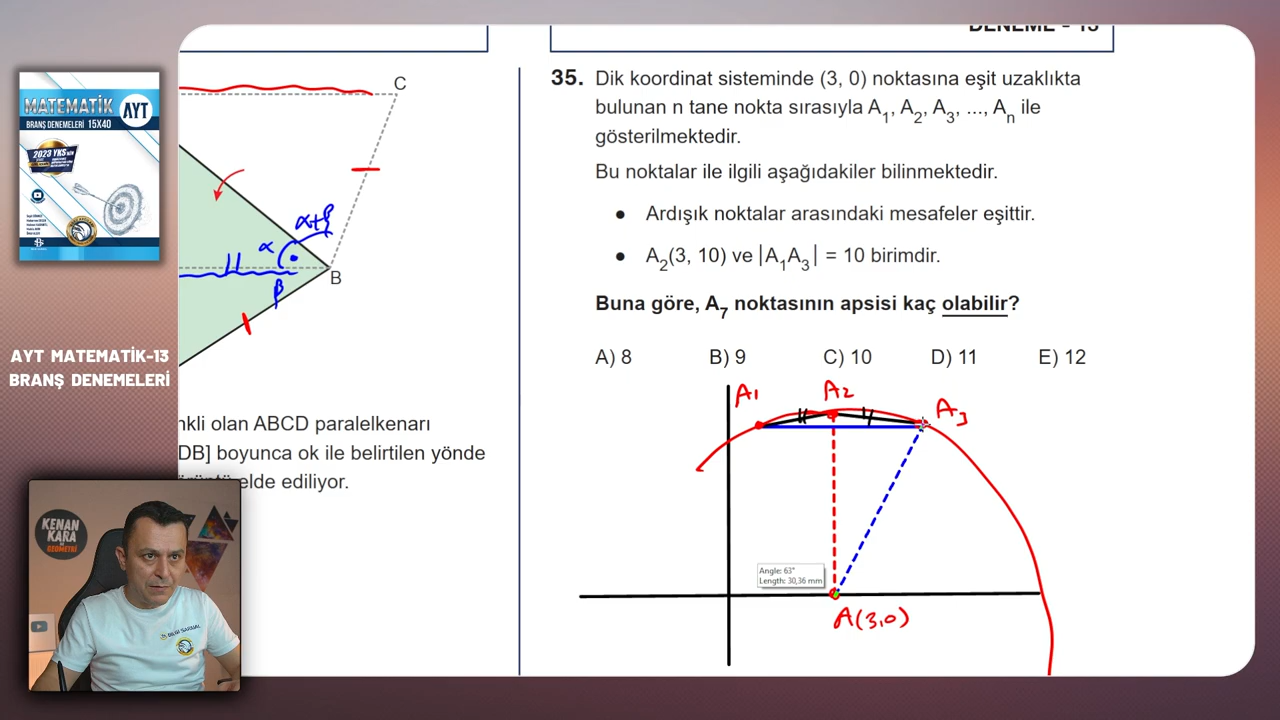 DENEME - 13
MATEMATİK AYT
BRANŞ DENEMELERİ 15X40
2023 YKS'NİN
AYT MATEMATİK-13
BRANŞ DENEMELERİ
C
α+β
α
β
B
nkli olan ABCD paralelkenarı
DB] boyunca ok ile belirtilen yönde
elde ediliyor.
35. Dik koordinat sisteminde (3, 0) noktasına eşit uzaklıkta
bulunan n tane nokta sırasıyla A₁, A₂, A₃, ..., Aₙ ile
gösterilmektedir.
Bu noktalar ile ilgili aşağıdakiler bilinmektedir.
● Ardışık noktalar arasındaki mesafeler eşittir.
● A₂(3, 10) ve |A₁A₃| = 10 birimdir.
Buna göre, A₇ noktasının apsisi kaç olabilir?
A) 8 B) 9 C) 10 D) 11 E) 12
A1 A2 A3
Angle: 63°
Length: 30,36 mm
A(3,0)
KENAN
KARA
GEOMETRİ
BİLGİ SARMAL